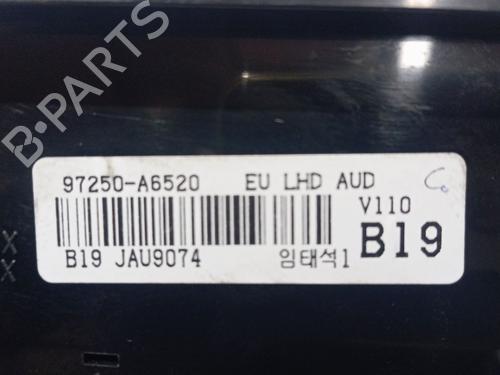 97250-A6520 EU LHD AUD
V110
B19 JAU9074 임태석1 B19
B-PARTS